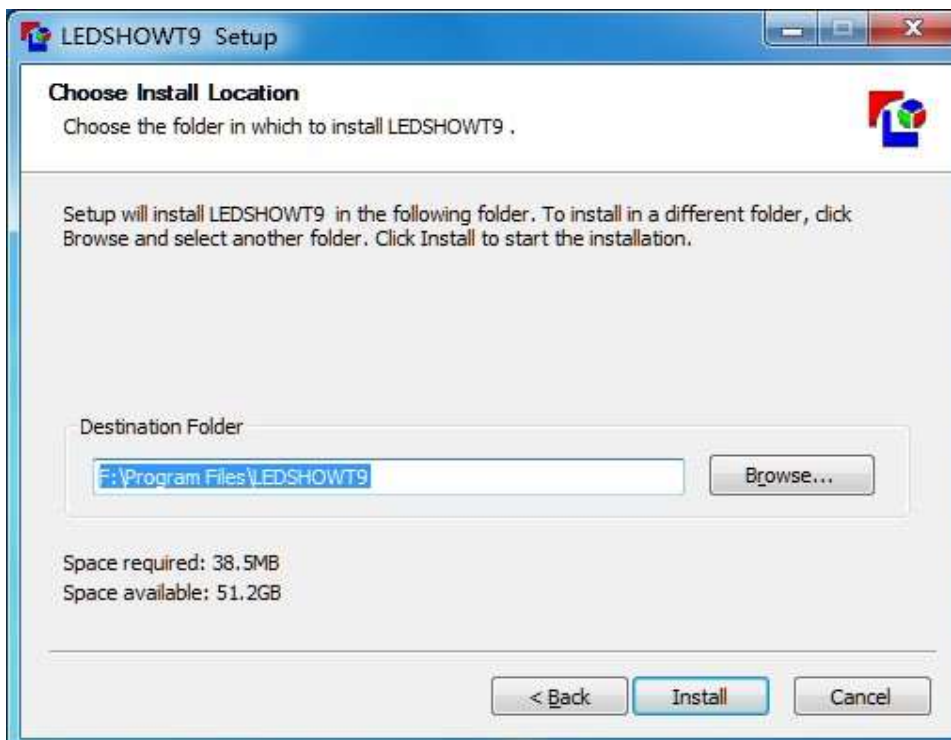 LEDSHOWT9 Setup
Choose Install Location
Choose the folder in which to install LEDSHOWT9 .
Setup will install LEDSHOWT9 in the following folder. To install in a different folder, click
Browse and select another folder. Click Install to start the installation.
Destination Folder
F:\Program Files\LEDSHOWT9
Browse...
Space required: 38.5MB
Space available: 51.2GB
< Back
Install
Cancel